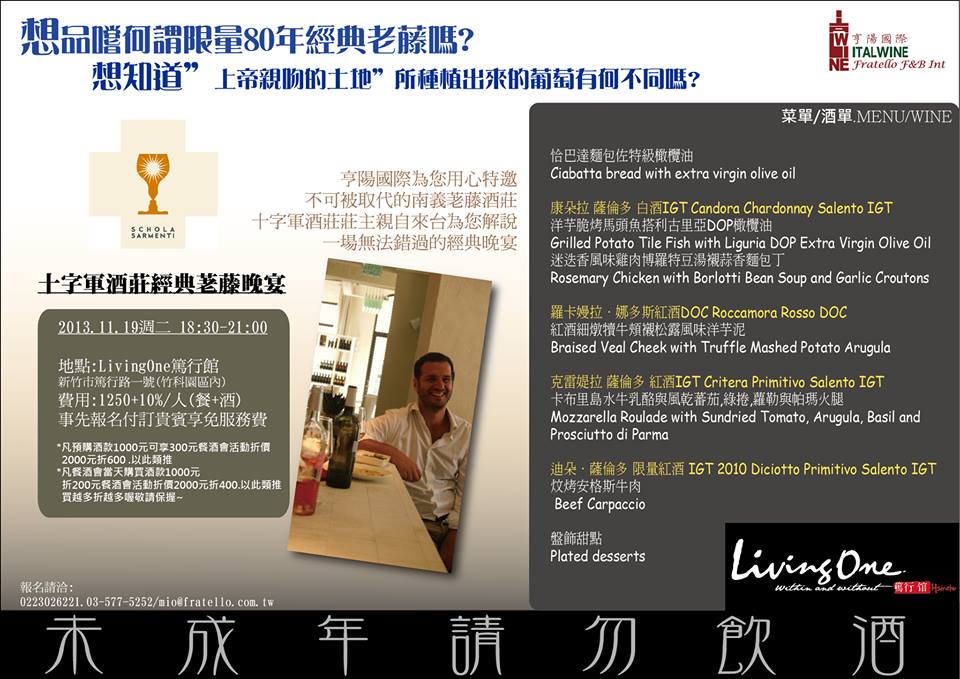 想品嚐何謂限量80年經典老藤嗎?
想知道”上帝親吻的土地”所種植出來的葡萄有何不同嗎?
亨陽國際
ITALWINE
Fratello F&B Int
SCHOLA
SARMENTI
亨陽國際為您用心特邀
不可被取代的南義老藤酒莊
十字軍酒莊莊主親自來台為您解說
一場無法錯過的經典晚宴
十字軍酒莊經典老藤晚宴
2013.11.19週二 18:30-21:00
地點:LivingOne篤行館
新竹市篤行路一號(竹科園區內)
費用:1250+10%/人(餐+酒)
事先報名付訂貴賓享免服務費
*凡預購酒款1000元可享300元餐酒會活動折價
2000元折600 .以此類推
*凡餐酒會當天購買酒款1000元
折200元餐酒會活動折價2000元折400.以此類推
買越多折越多喔敬請保握~
報名請洽:
0223026221.03-577-5252/mio@fratello.com.tw
菜單/酒單.MENU/WINE
恰巴達麵包佐特級橄欖油
Ciabatta bread with extra virgin olive oil
康朵拉 薩倫多 白酒IGT Candora Chardonnay Salento IGT
洋芋脆烤馬頭魚搭利古里亞DOP橄欖油
Grilled Potato Tile Fish with Liguria DOP Extra Virgin Olive Oil
迷迭香風味雞肉博羅特豆湯襯蒜香麵包丁
Rosemary Chicken with Borlotti Bean Soup and Garlic Croutons
羅卡嫚拉‧娜多斯紅酒DOC Roccamora Rosso DOC
紅酒細燉犢牛頰襯松露風味洋芋泥
Braised Veal Cheek with Truffle Mashed Potato Arugula
克雷媞拉 薩倫多 紅酒IGT Critera Primitivo Salento IGT
卡布里島水牛乳酪與風乾蕃茄,綠捲,蘿勒與帕瑪火腿
Mozzarella Roulade with Sundried Tomato, Arugula, Basil and
Prosciutto di Parma
迪朵‧薩倫多 限量紅酒 IGT 2010 Diciotto Primitivo Salento IGT
炆烤安格斯牛肉
Beef Carpaccio
盤飾甜點
Plated desserts
LivingOne
Within and without 篤行館 Hsinchu
未成年請勿飲酒